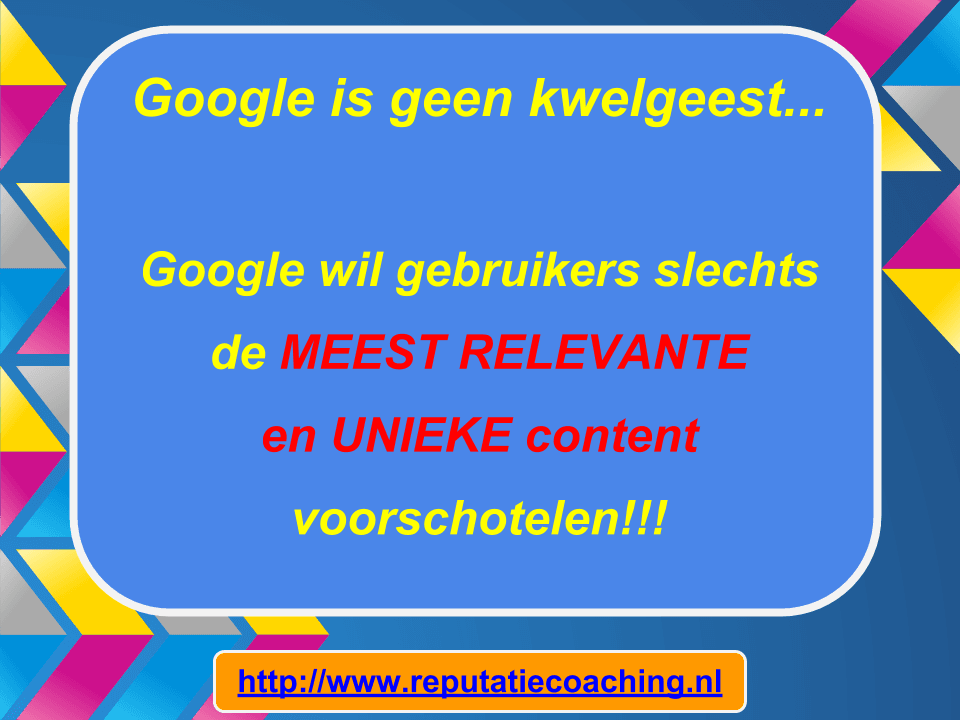 Google is geen kwelgeest...
Google wil gebruikers slechts
de MEEST RELEVANTE
en UNIEKE content
voorschotelen!!!
http://www.reputatiecoaching.nl